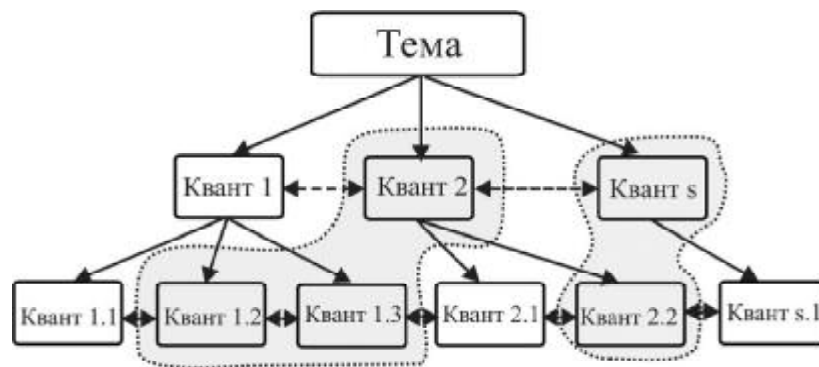 Тема
Квант 1
Квант 2
Квант s
Квант 1.1
Квант 1.2
Квант 1.3
Квант 2.1
Квант 2.2
Квант s.1